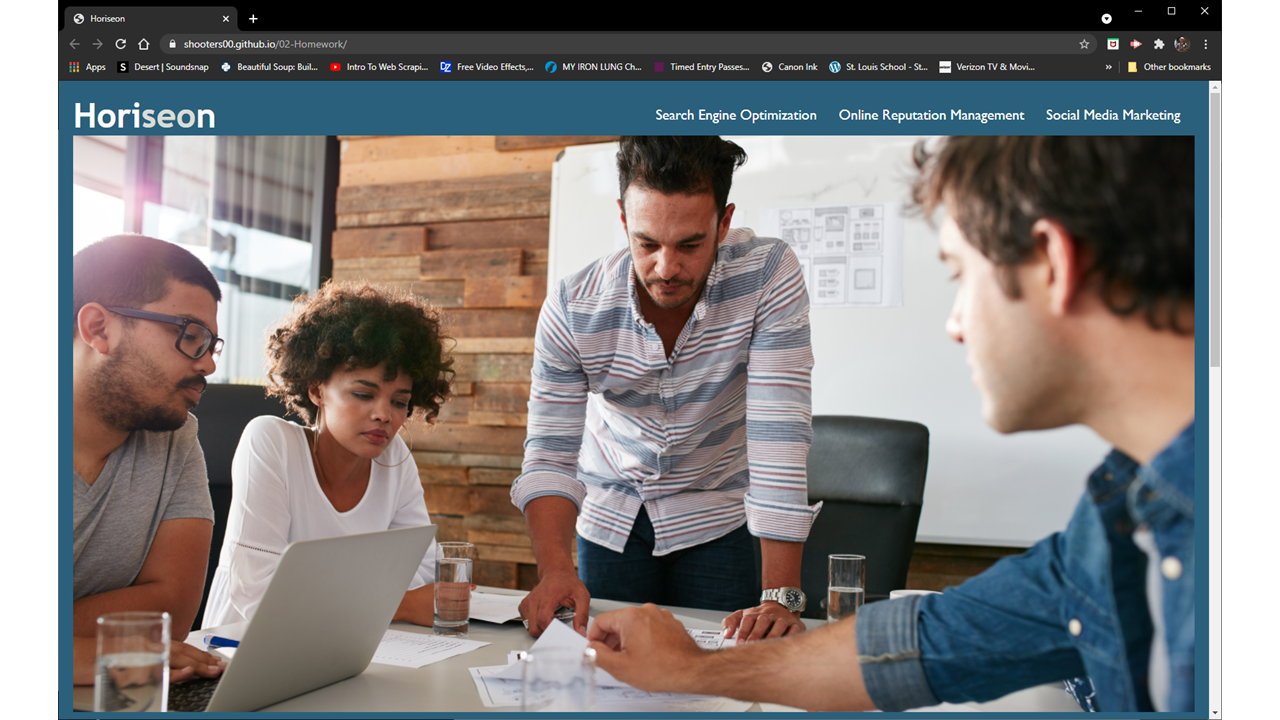 Horiseon
shooters00.github.io/02-Homework/
Apps S Desert | Soundsnap Beautiful Soup: Buil... Intro To Web Scrapi... DZ Free Video Effects,... MY IRON LUNG Ch... Timed Entry Passes... Canon Ink St. Louis School - St... Verizon TV & Movi... » Other bookmarks
Horiseon Search Engine Optimization Online Reputation Management Social Media Marketing